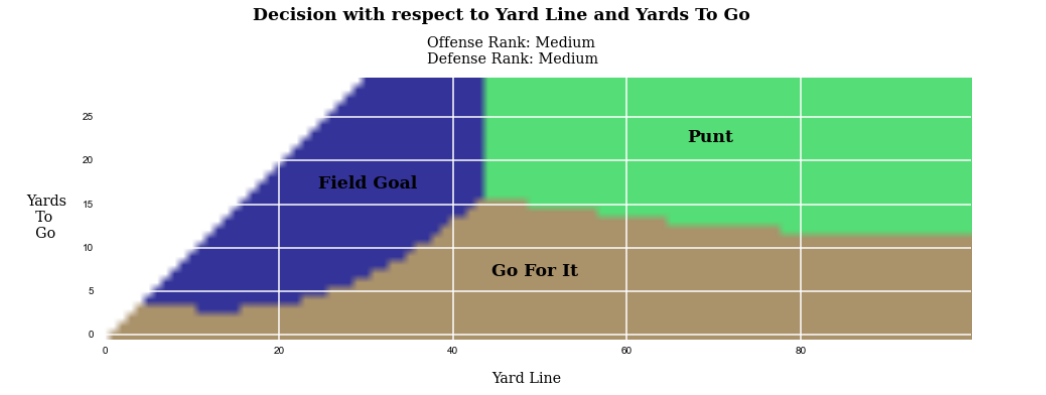 Decision with respect to Yard Line and Yards To Go
Offense Rank: Medium
Defense Rank: Medium
25
Punt
20
Field Goal
Yards
To
Go
15
10
Go For It
5
0
0 20 40 60 80
Yard Line